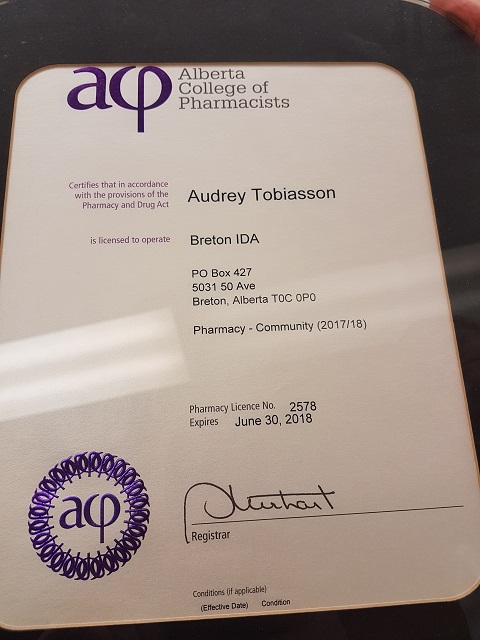 acp
Alberta
College of
Pharmacists
Certifies that in accordance
with the provisions of the
Pharmacy and Drug Act
Audrey Tobiasson
is licensed to operate
Breton IDA
PO Box 427
5031 50 Ave
Breton, Alberta T0C 0P0
Pharmacy - Community (2017/18)
Pharmacy Licence No. 2578
Expires June 30, 2018
acp
Registrar
Conditions (if applicable)
(Effective Date) Condition